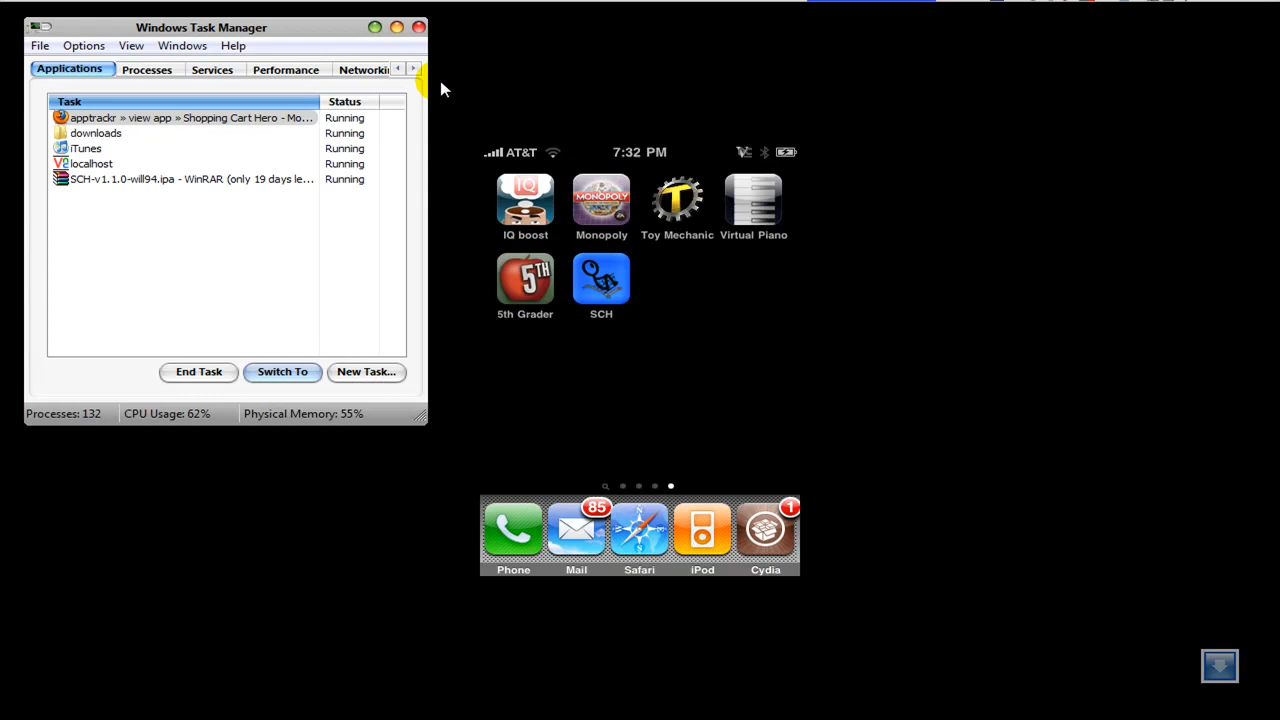 Windows Task Manager
File Options View Windows Help
Applications Processes Services Performance Networki
Task Status
apptrackr » view app » Shopping Cart Hero - Mo... Running
downloads Running
iTunes Running
V2 localhost Running
SCH-v1.1.0-will94.ipa - WinRAR (only 19 days le... Running
End Task Switch To New Task...
Processes: 132 CPU Usage: 62% Physical Memory: 55%
AT&T 7:32 PM
IQ
MONOPOLY
T
IQ boost Monopoly Toy Mechanic Virtual Piano
5TH
5th Grader SCH
85 1
Phone Mail Safari iPod Cydia